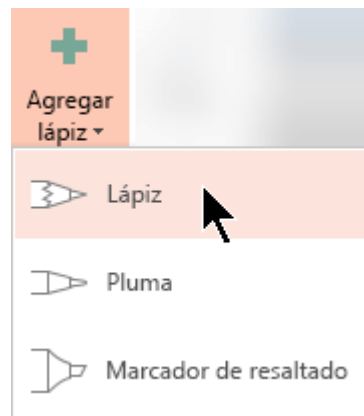 Agregar
lápiz
Lápiz
Pluma
Marcador de resaltado